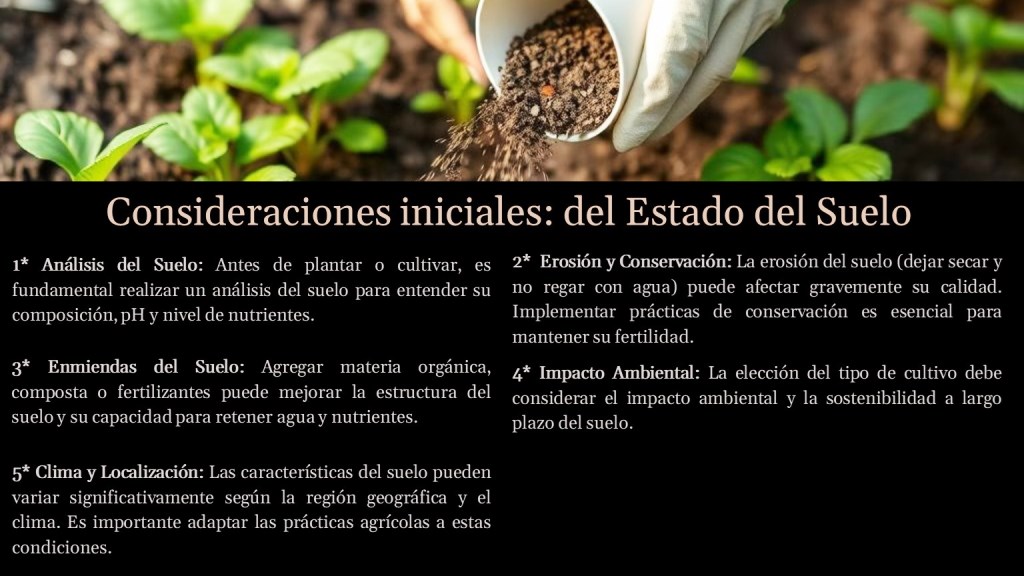 Consideraciones iniciales: del Estado del Suelo
1* Análisis del Suelo: Antes de plantar o cultivar, es
fundamental realizar un análisis del suelo para entender su
composición, pH y nivel de nutrientes.
2* Erosión y Conservación: La erosión del suelo (dejar secar y
no regar con agua) puede afectar gravemente su calidad.
Implementar prácticas de conservación es esencial para
mantener su fertilidad.
3* Enmiendas del Suelo: Agregar materia orgánica,
composta o fertilizantes puede mejorar la estructura del
suelo y su capacidad para retener agua y nutrientes.
4* Impacto Ambiental: La elección del tipo de cultivo debe
considerar el impacto ambiental y la sostenibilidad a largo
plazo del suelo.
5* Clima y Localización: Las características del suelo pueden
variar significativamente según la región geográfica y el
clima. Es importante adaptar las prácticas agrícolas a estas
condiciones.